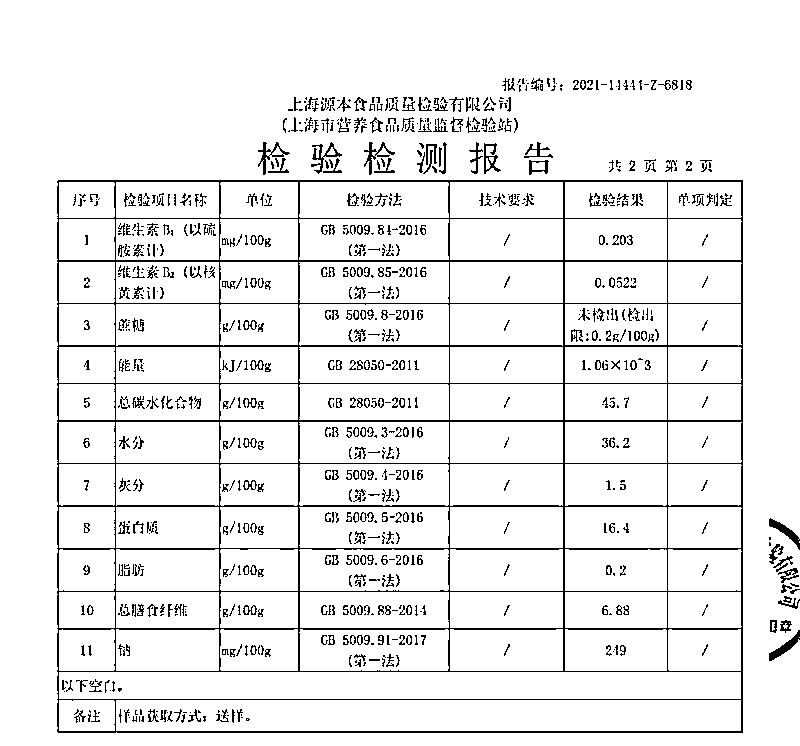 报告编号：2021-14444-Z-6818
上海源本食品质量检验有限公司
(上海市营养食品质量监督检验站)
检验检测报告
共 2 页 第 2 页
序号 检验项目名称 单位 检验方法 技术要求 检验结果 单项判定
1 维生素B₁（以硫胺素计） mg/100g GB 5009.84-2016 (第一法) / 0.203 /
2 维生素B₂（以核黄素计） mg/100g GB 5009.85-2016 (第一法) / 0.0522 /
3 蔗糖 g/100g GB 5009.8-2016 (第一法) / 未检出(检出限:0.2g/100g) /
4 能量 kJ/100g GB 28050-2011 / 1.06×10^3 /
5 总碳水化合物 g/100g GB 28050-2011 / 45.7 /
6 水分 g/100g GB 5009.3-2016 (第一法) / 36.2 /
7 灰分 g/100g GB 5009.4-2016 (第一法) / 1.5 /
8 蛋白质 g/100g GB 5009.5-2016 (第一法) / 16.4 /
9 脂肪 g/100g GB 5009.6-2016 (第一法) / 0.2 /
10 总膳食纤维 g/100g GB 5009.88-2014 / 6.88 /
11 钠 mg/100g GB 5009.91-2017 (第一法) / 249 /
以下空白。
备注 样品获取方式：送样。
有限公司
章